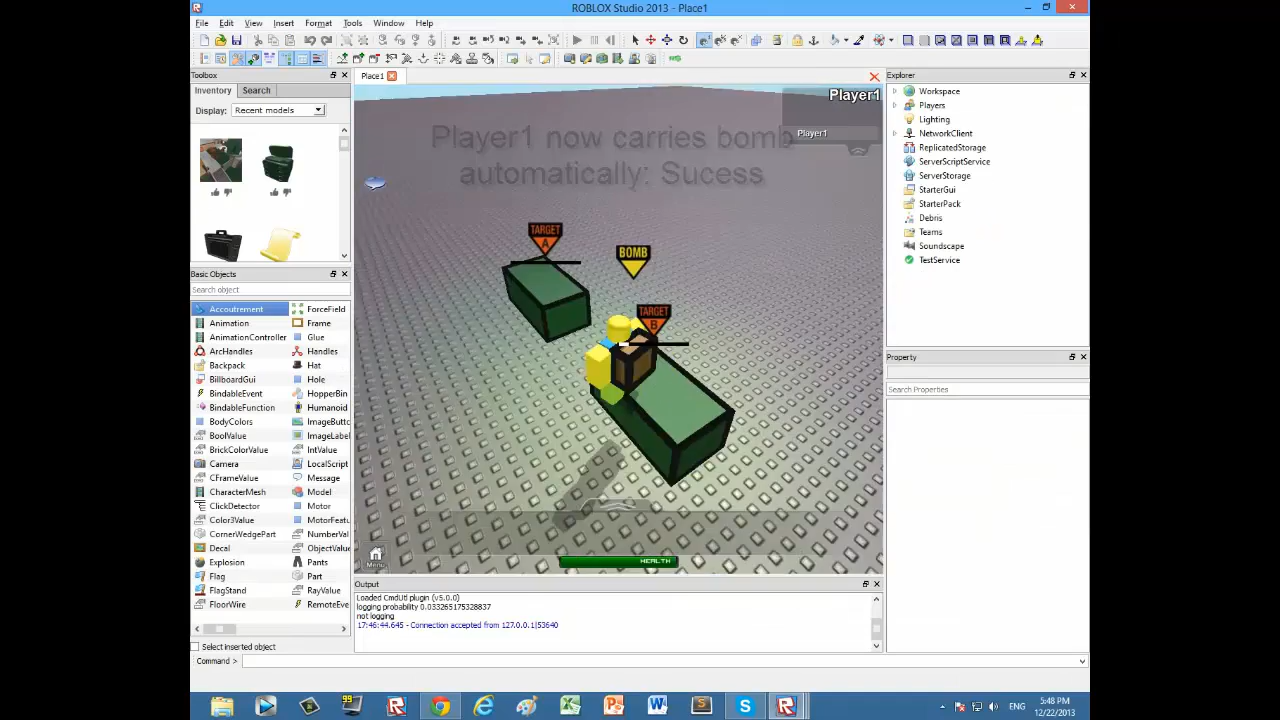 ROBLOX Studio 2013 - Place1
File Edit View Insert Format Tools Window Help
Toolbox
Inventory Search
Display: Recent models
Basic Objects
Search object
Accoutrement ForceField
Animation Frame
AnimationController Glue
ArcHandles Handles
Backpack Hat
BillboardGui Hole
BindableEvent HopperBin
BindableFunction Humanoid
BodyColors ImageButto
BoolValue ImageLabel
BrickColorValue IntValue
Camera LocalScript
CFrameValue Message
CharacterMesh Model
ClickDetector Motor
Color3Value MotorFeatu
CornerWedgePart NumberVal
Decal ObjectValue
Explosion Pants
Flag Part
FlagStand RayValue
FloorWire RemoteEve
Select inserted object
Command >
Place1
Player1
Player1
Player1 now carries bomb
automatically: Sucess
TARGET
A
BOMB
TARGET
B
Menu
HEALTH
Output
Loaded CmdUtl plugin (v5.0.0)
logging probability 0.033265175328837
not logging
17:46:44.645 - Connection accepted from 127.0.0.1|53640
Explorer
Workspace
Players
Lighting
NetworkClient
ReplicatedStorage
ServerScriptService
ServerStorage
StarterGui
StarterPack
Debris
Teams
Soundscape
TestService
Property
Search Properties
99
ENG
5:48 PM
12/22/2013